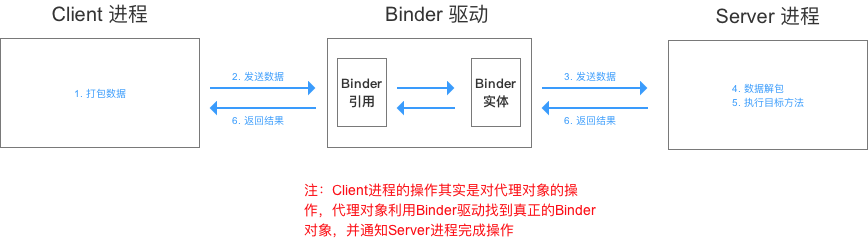 Client 进程
Binder 驱动
Server 进程
1. 打包数据
2. 发送数据
6. 返回结果
Binder
引用
Binder
实体
3. 发送数据
6. 返回结果
4. 数据解包
5. 执行目标方法
注：Client进程的操作其实是对代理对象的操
作，代理对象利用Binder驱动找到真正的Binder
对象，并通知Server进程完成操作